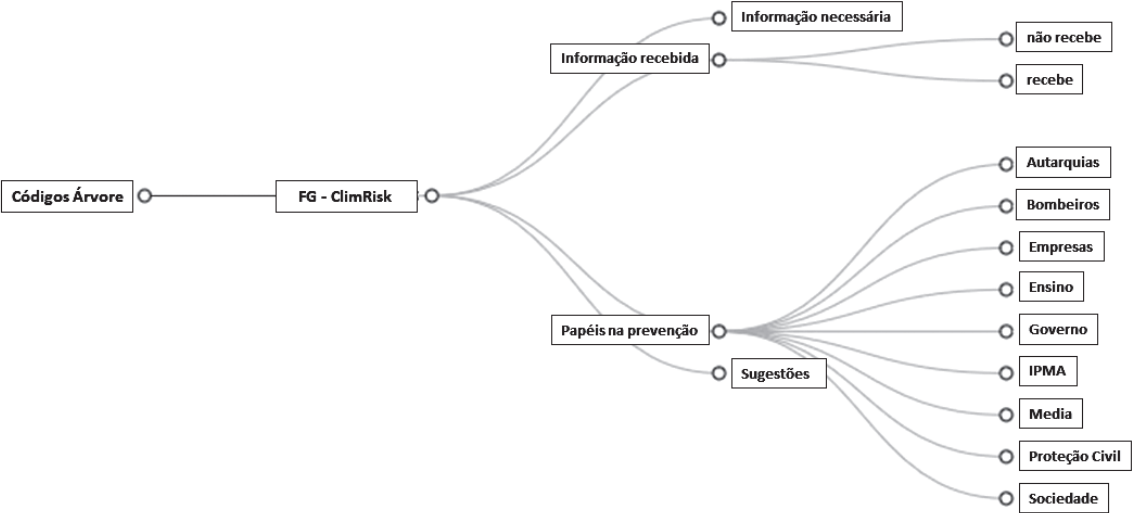 Códigos Árvore
FG - ClimRisk
Informação necessária
Informação recebida
não recebe
recebe
Papéis na prevenção
Autarquias
Bombeiros
Empresas
Ensino
Governo
IPMA
Media
Proteção Civil
Sociedade
Sugestões